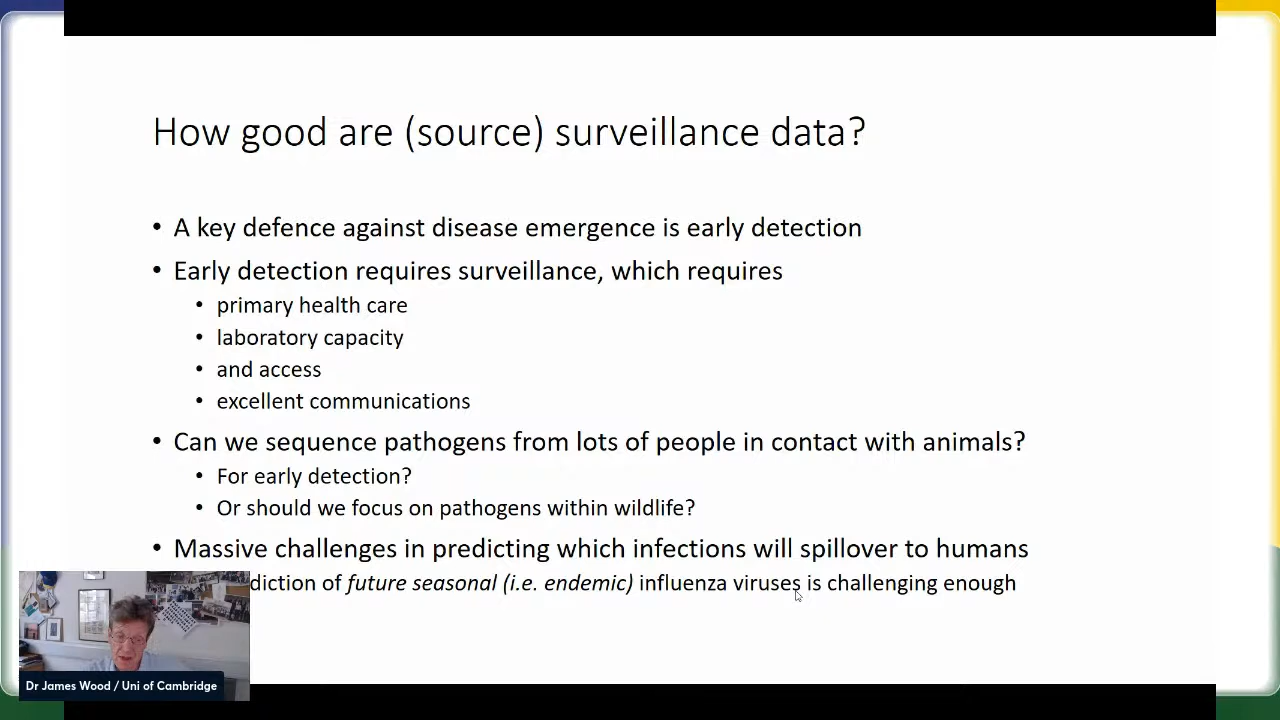 How good are (source) surveillance data?
• A key defence against disease emergence is early detection
• Early detection requires surveillance, which requires
• primary health care
• laboratory capacity
• and access
• excellent communications
• Can we sequence pathogens from lots of people in contact with animals?
• For early detection?
• Or should we focus on pathogens within wildlife?
• Massive challenges in predicting which infections will spillover to humans
diction of future seasonal (i.e. endemic) influenza viruses is challenging enough
Dr James Wood / Uni of Cambridge